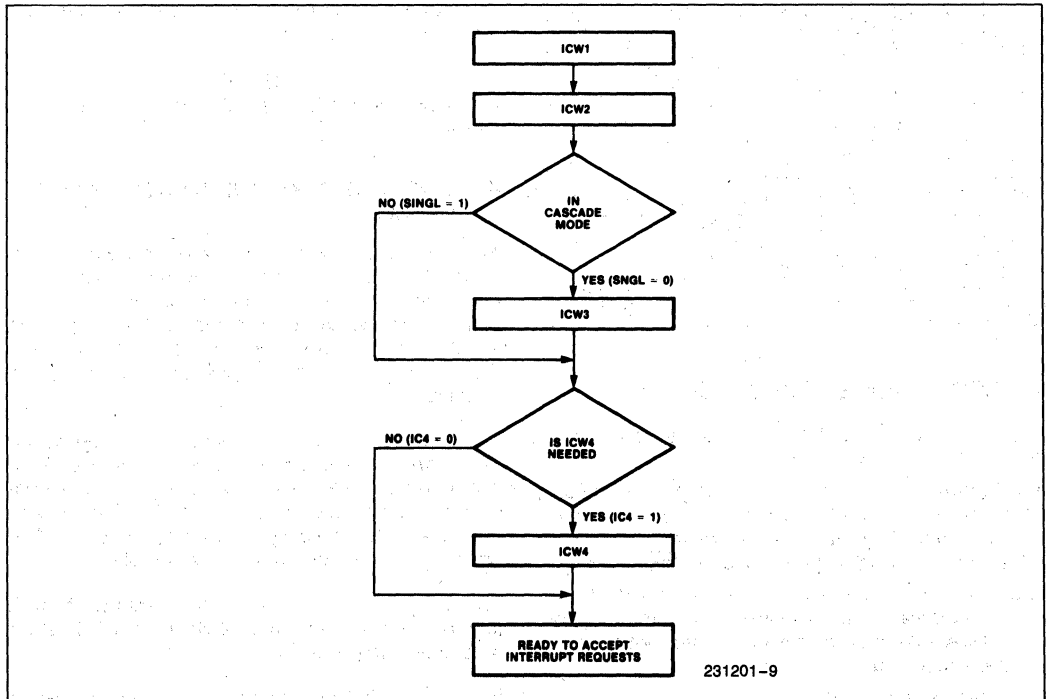 ICW1
ICW2
IN
CASCADE
MODE
NO (SINGL = 1)
YES (SNGL = 0)
ICW3
IS ICW4
NEEDED
NO (IC4 = 0)
YES (IC4 = 1)
ICW4
READY TO ACCEPT
INTERRUPT REQUESTS
231201-9